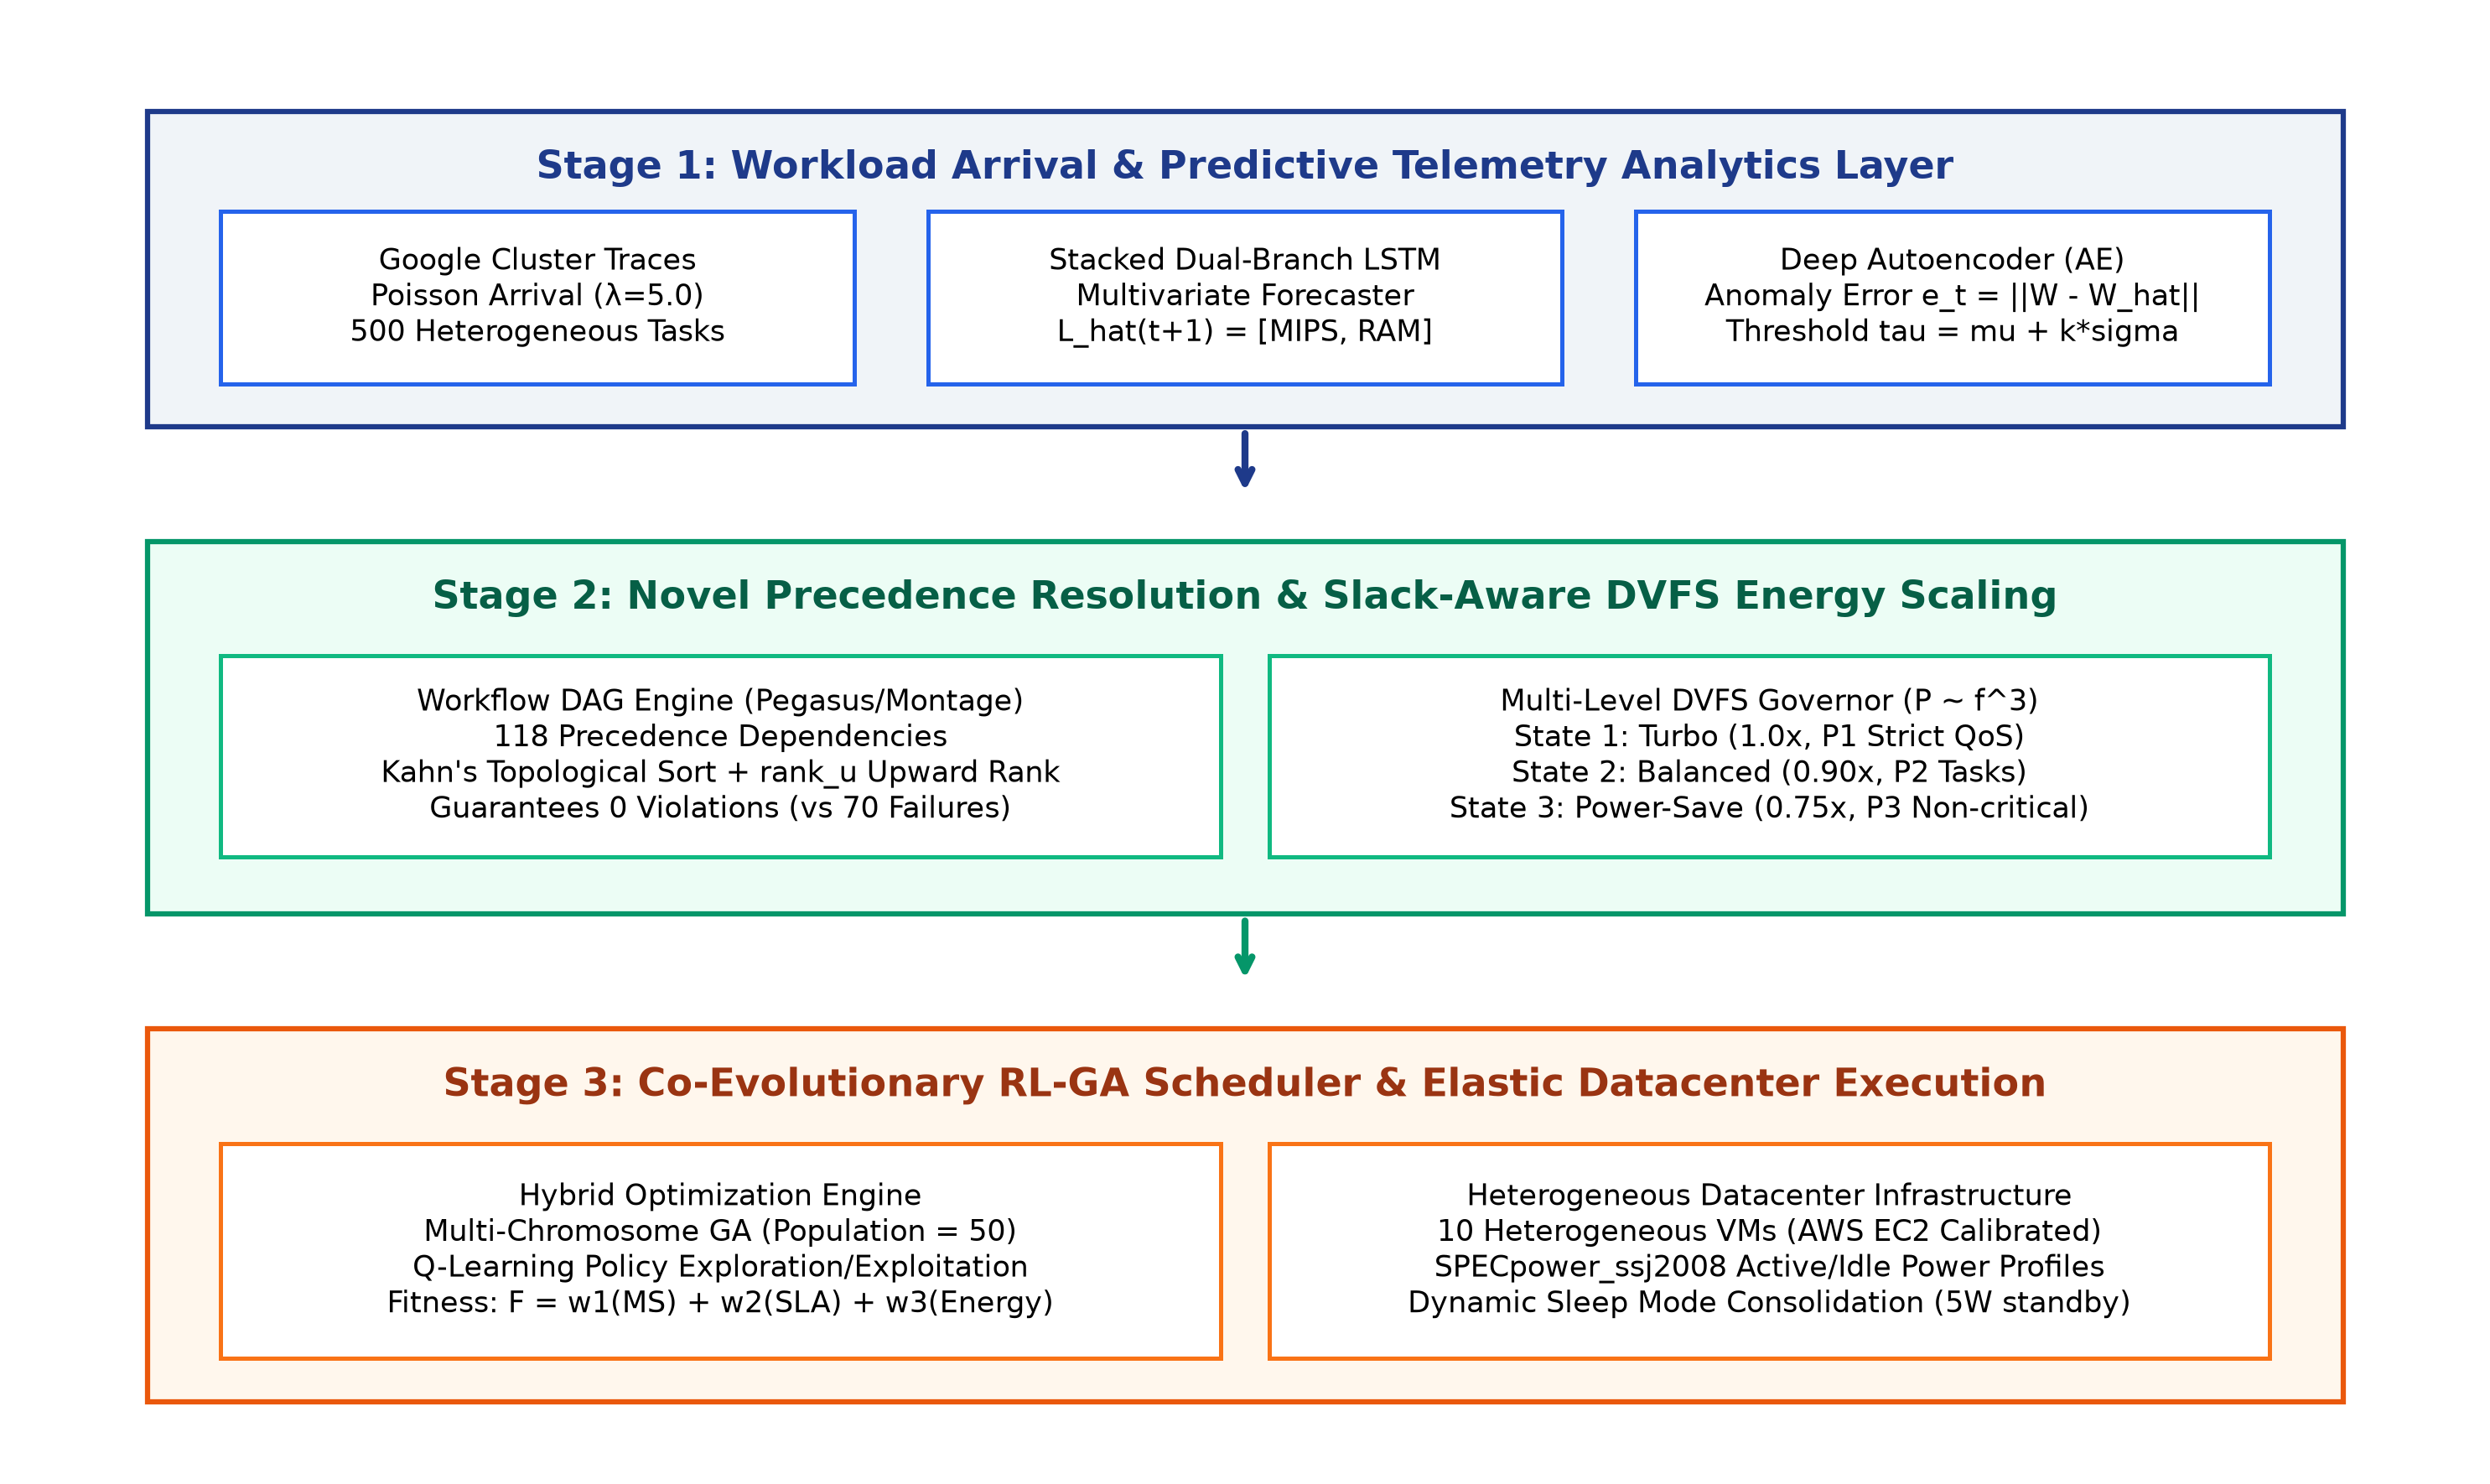 Stage 1: Workload Arrival & Predictive Telemetry Analytics Layer
Google Cluster Traces
Poisson Arrival (λ=5.0)
500 Heterogeneous Tasks
Stacked Dual-Branch LSTM
Multivariate Forecaster
L_hat(t+1) = [MIPS, RAM]
Deep Autoencoder (AE)
Anomaly Error e_t = ||W - W_hat||
Threshold tau = mu + k*sigma
Stage 2: Novel Precedence Resolution & Slack-Aware DVFS Energy Scaling
Workflow DAG Engine (Pegasus/Montage)
118 Precedence Dependencies
Kahn's Topological Sort + rank_u Upward Rank
Guarantees 0 Violations (vs 70 Failures)
Multi-Level DVFS Governor (P ~ f^3)
State 1: Turbo (1.0x, P1 Strict QoS)
State 2: Balanced (0.90x, P2 Tasks)
State 3: Power-Save (0.75x, P3 Non-critical)
Stage 3: Co-Evolutionary RL-GA Scheduler & Elastic Datacenter Execution
Hybrid Optimization Engine
Multi-Chromosome GA (Population = 50)
Q-Learning Policy Exploration/Exploitation
Fitness: F = w1(MS) + w2(SLA) + w3(Energy)
Heterogeneous Datacenter Infrastructure
10 Heterogeneous VMs (AWS EC2 Calibrated)
SPECpower_ssj2008 Active/Idle Power Profiles
Dynamic Sleep Mode Consolidation (5W standby)